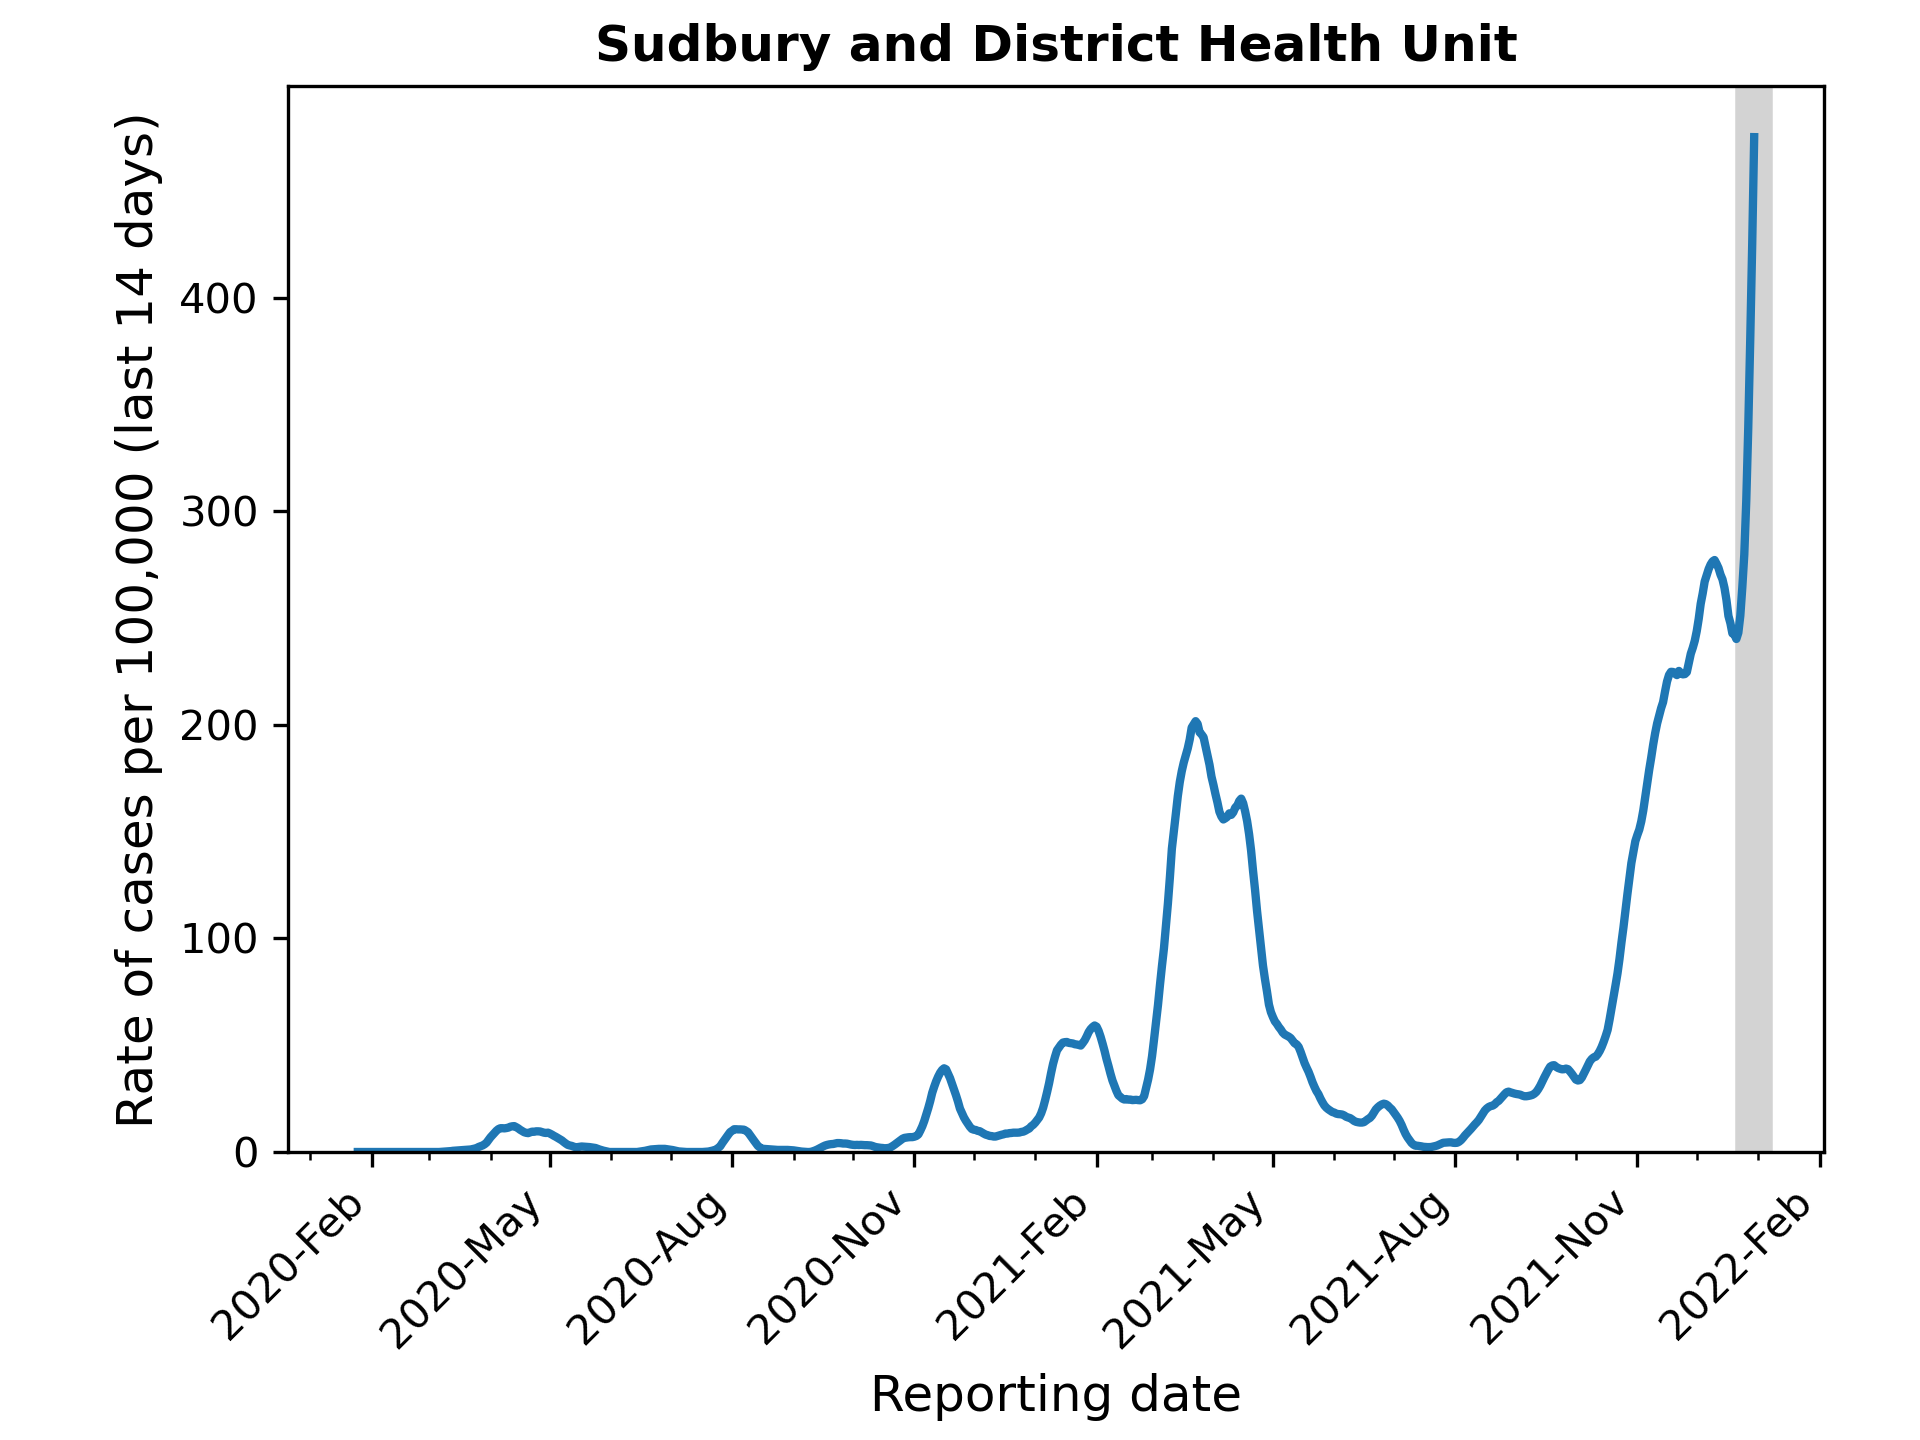 Sudbury and District Health Unit
Rate of cases per 100,000 (last 14 days)
400
300
200
100
0
2020-Feb
2020-May
2020-Aug
2020-Nov
2021-Feb
2021-May
2021-Aug
2021-Nov
2022-Feb
Reporting date